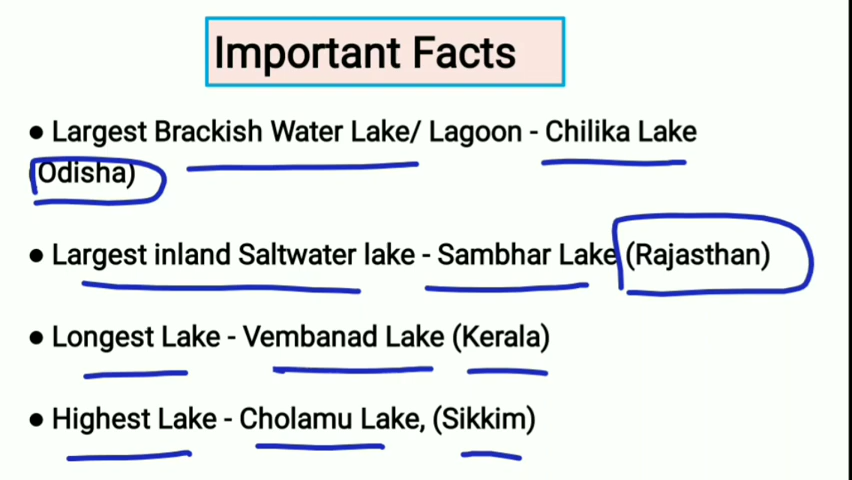 Important Facts
● Largest Brackish Water Lake/ Lagoon - Chilika Lake
(Odisha)
● Largest inland Saltwater lake - Sambhar Lake (Rajasthan)
● Longest Lake - Vembanad Lake (Kerala)
● Highest Lake - Cholamu Lake, (Sikkim)